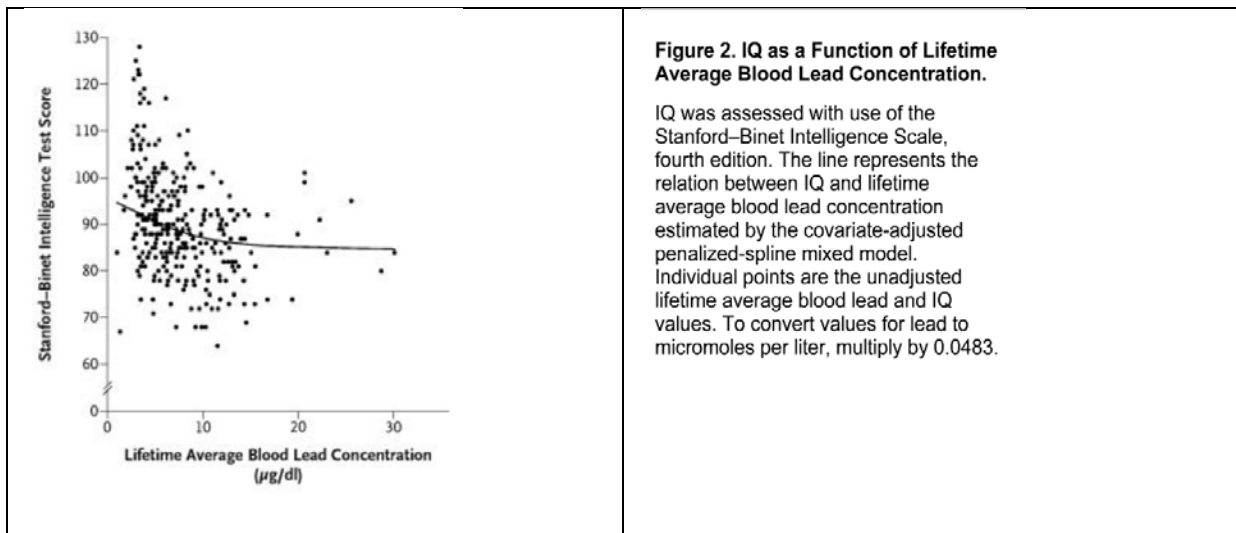 130
120
110
100
90
80
70
60
0
Stanford–Binet Intelligence Test Score
0 10 20 30
Lifetime Average Blood Lead Concentration
(µg/dl)
Figure 2. IQ as a Function of Lifetime
Average Blood Lead Concentration.
IQ was assessed with use of the
Stanford–Binet Intelligence Scale,
fourth edition. The line represents the
relation between IQ and lifetime
average blood lead concentration
estimated by the covariate-adjusted
penalized-spline mixed model.
Individual points are the unadjusted
lifetime average blood lead and IQ
values. To convert values for lead to
micromoles per liter, multiply by 0.0483.